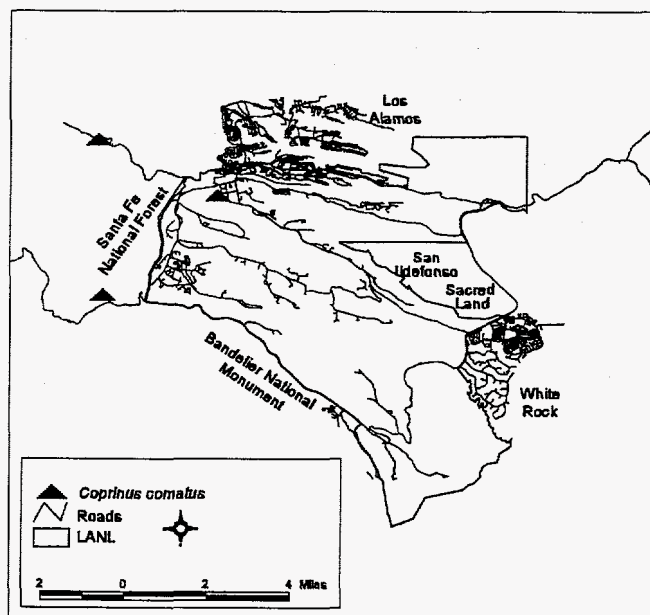 Los
Alamos
Santa Fe
National Forest
San
Ildefonso
Sacred
Land
Bandelier National
Monument
White
Rock
Coprinus comatus
Roads
LANL
2 0 2 4 Miles